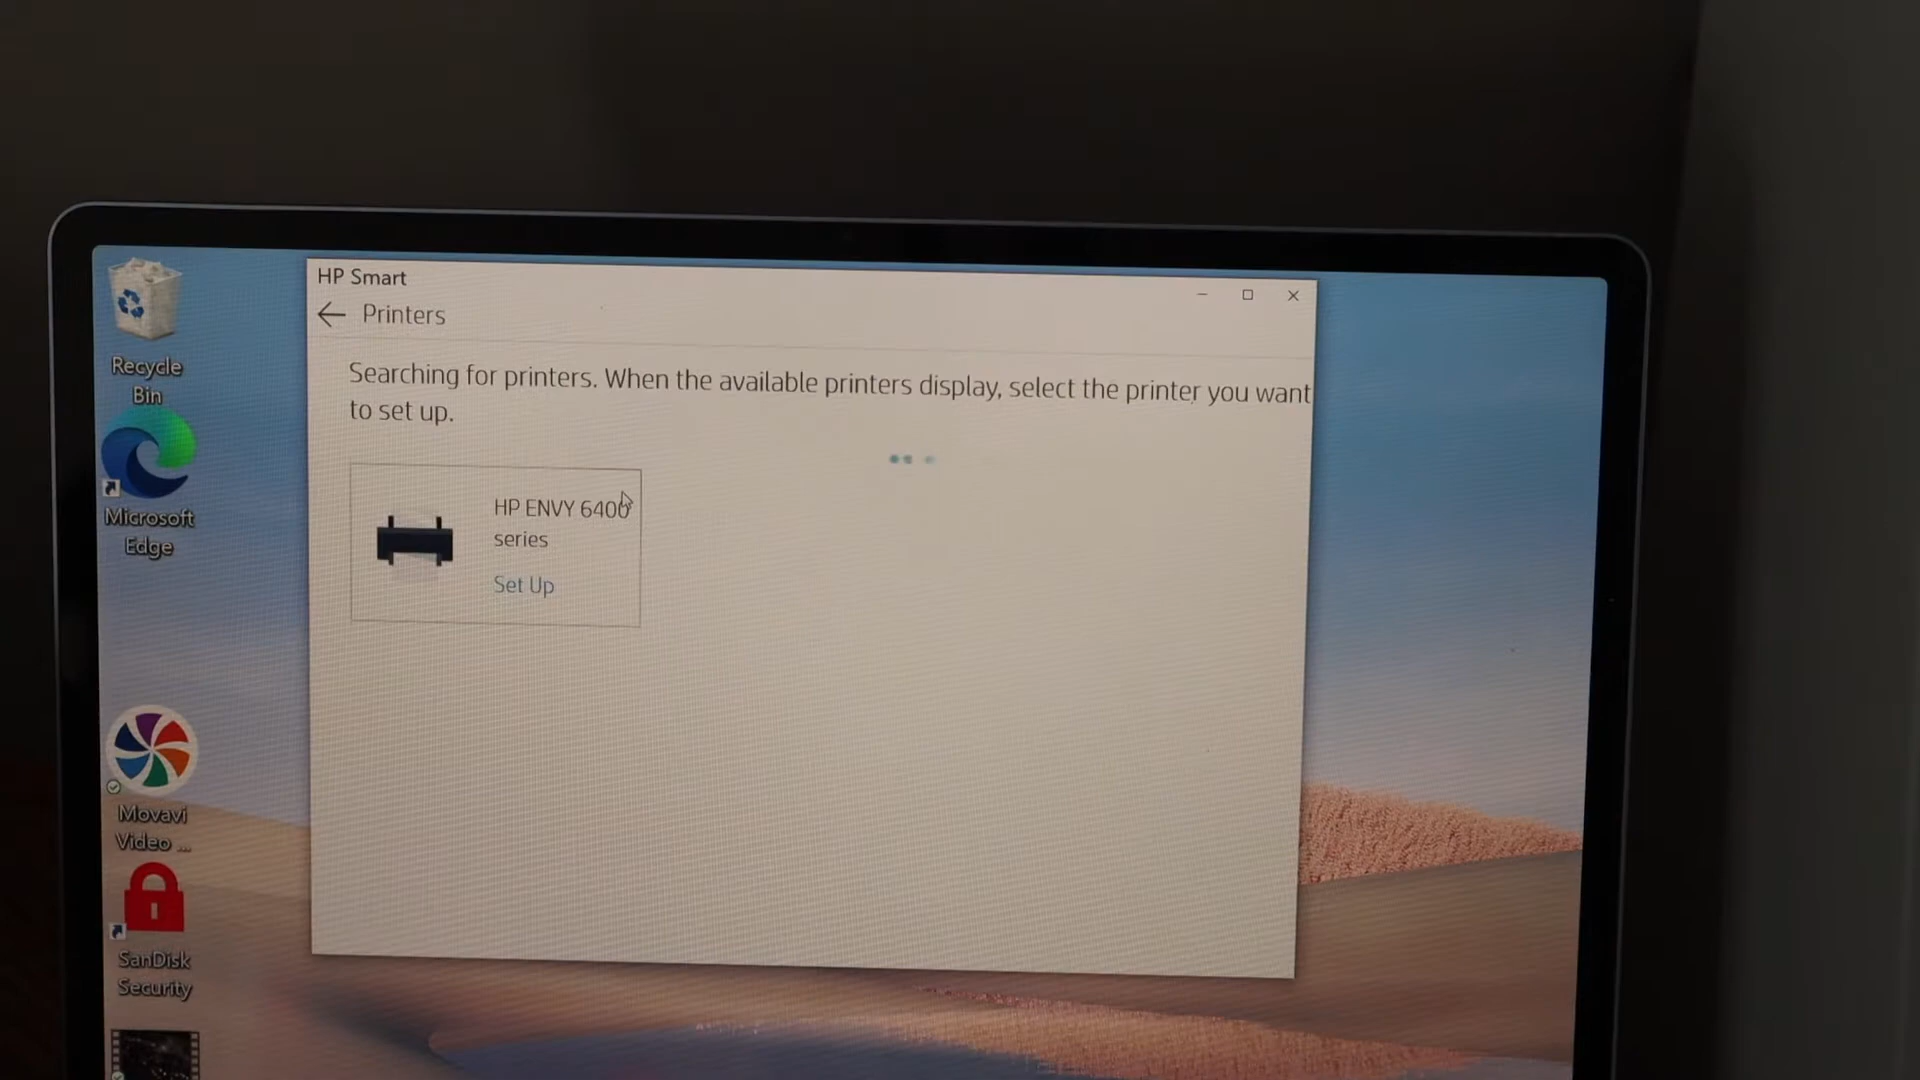 HP Smart
Printers
Searching for printers. When the available printers display, select the printer you want
to set up.
HP ENVY 6400
series
Set Up
Recycle
Bin
Microsoft
Edge
Movavi
Video ...
SanDisk
Security